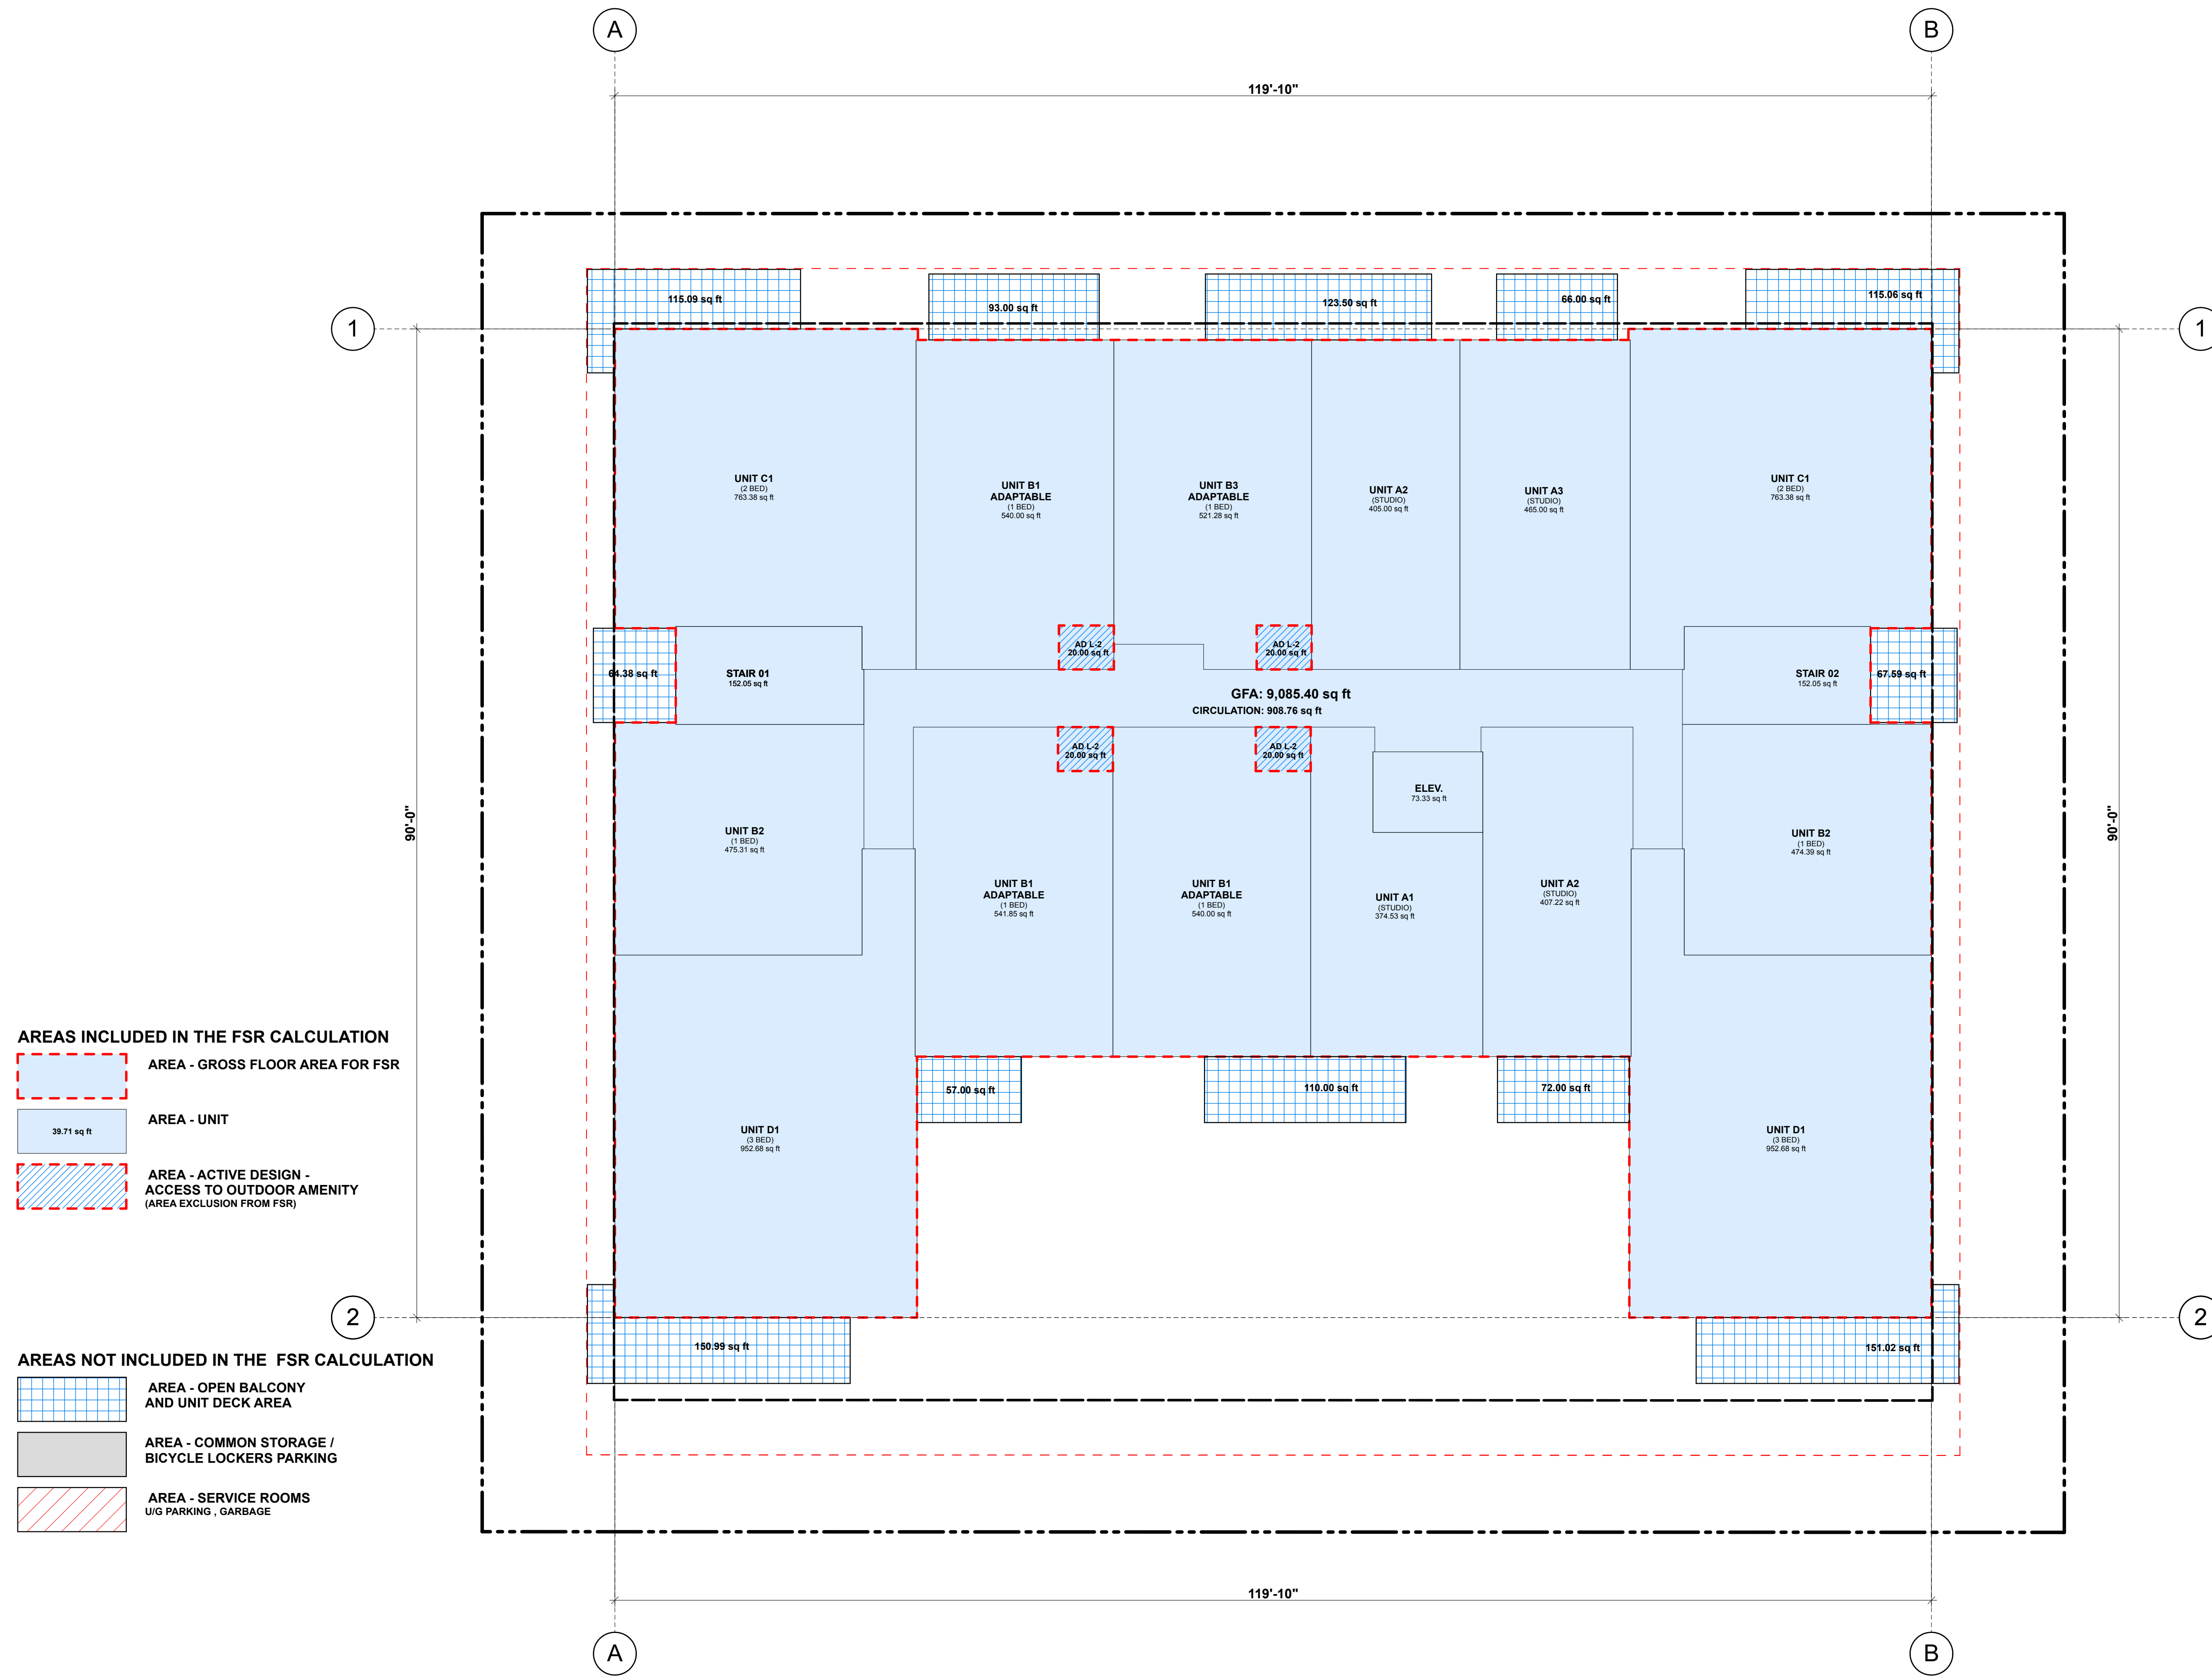 A
B
119'-10"
115.09 sq ft
93.00 sq ft
123.50 sq ft
66.00 sq ft
115.06 sq ft
1
1
UNIT C1
(2 BED)
763.38 sq ft
UNIT B1
ADAPTABLE
(1 BED)
540.00 sq ft
UNIT B3
ADAPTABLE
(1 BED)
521.28 sq ft
UNIT A2
(STUDIO)
405.00 sq ft
UNIT A3
(STUDIO)
465.00 sq ft
UNIT C1
(2 BED)
763.38 sq ft
AD L-2
20.00 sq ft
AD L-2
20.00 sq ft
64.38 sq ft
STAIR 01
152.05 sq ft
GFA: 9,085.40 sq ft
CIRCULATION: 908.76 sq ft
STAIR 02
152.05 sq ft
67.59 sq ft
AD L-2
20.00 sq ft
AD L-2
20.00 sq ft
ELEV.
73.33 sq ft
90'-0"
90'-0"
UNIT B2
(1 BED)
475.31 sq ft
UNIT B2
(1 BED)
474.39 sq ft
UNIT B1
ADAPTABLE
(1 BED)
541.85 sq ft
UNIT B1
ADAPTABLE
(1 BED)
540.00 sq ft
UNIT A1
(STUDIO)
374.53 sq ft
UNIT A2
(STUDIO)
407.22 sq ft
57.00 sq ft
110.00 sq ft
72.00 sq ft
UNIT D1
(3 BED)
952.68 sq ft
UNIT D1
(3 BED)
952.68 sq ft
2
2
150.99 sq ft
151.02 sq ft
119'-10"
A
B
AREAS INCLUDED IN THE FSR CALCULATION
AREA - GROSS FLOOR AREA FOR FSR
39.71 sq ft
AREA - UNIT
AREA - ACTIVE DESIGN -
ACCESS TO OUTDOOR AMENITY
(AREA EXCLUSION FROM FSR)
AREAS NOT INCLUDED IN THE FSR CALCULATION
AREA - OPEN BALCONY
AND UNIT DECK AREA
AREA - COMMON STORAGE /
BICYCLE LOCKERS PARKING
AREA - SERVICE ROOMS
U/G PARKING , GARBAGE